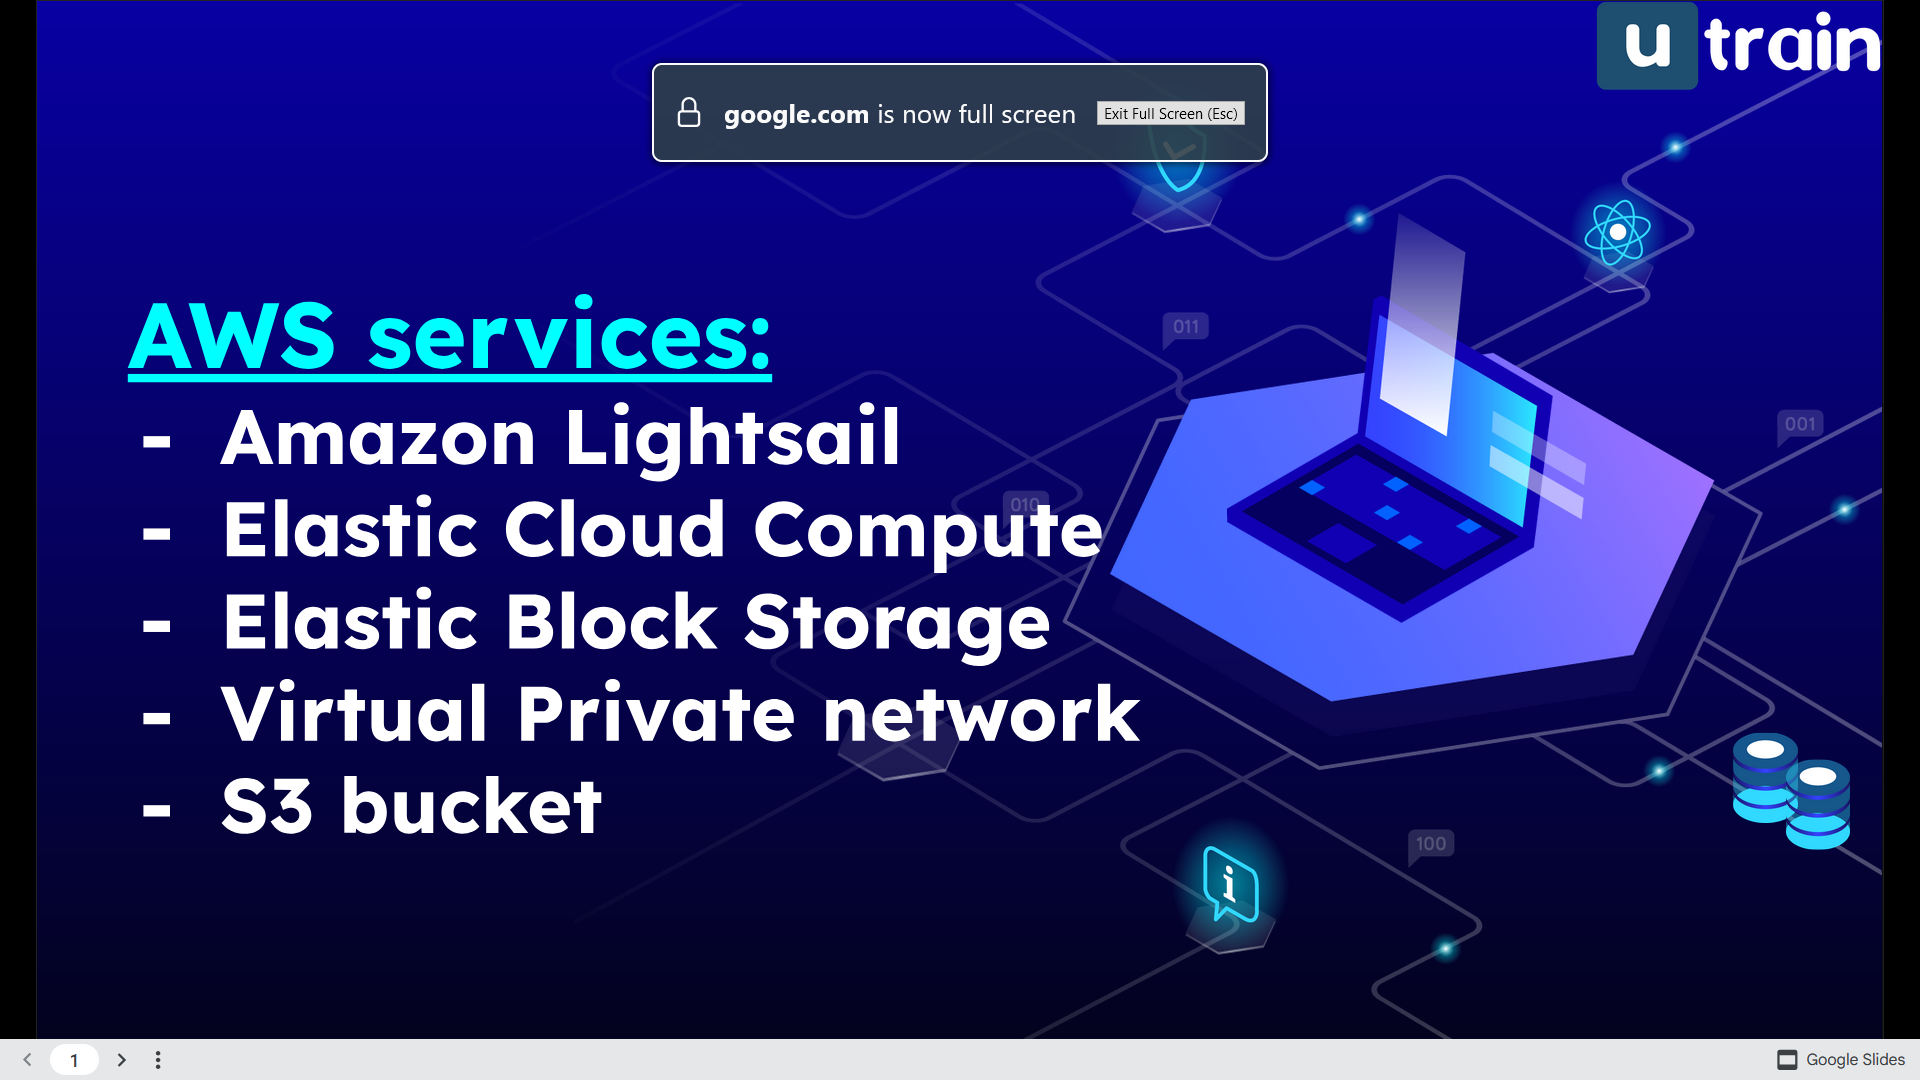 u train
google.com is now full screen Exit Full Screen (Esc)
AWS services:
- Amazon Lightsail
- Elastic Cloud Compute
- Elastic Block Storage
- Virtual Private network
- S3 bucket
011
001
010
100
i
1
Google Slides